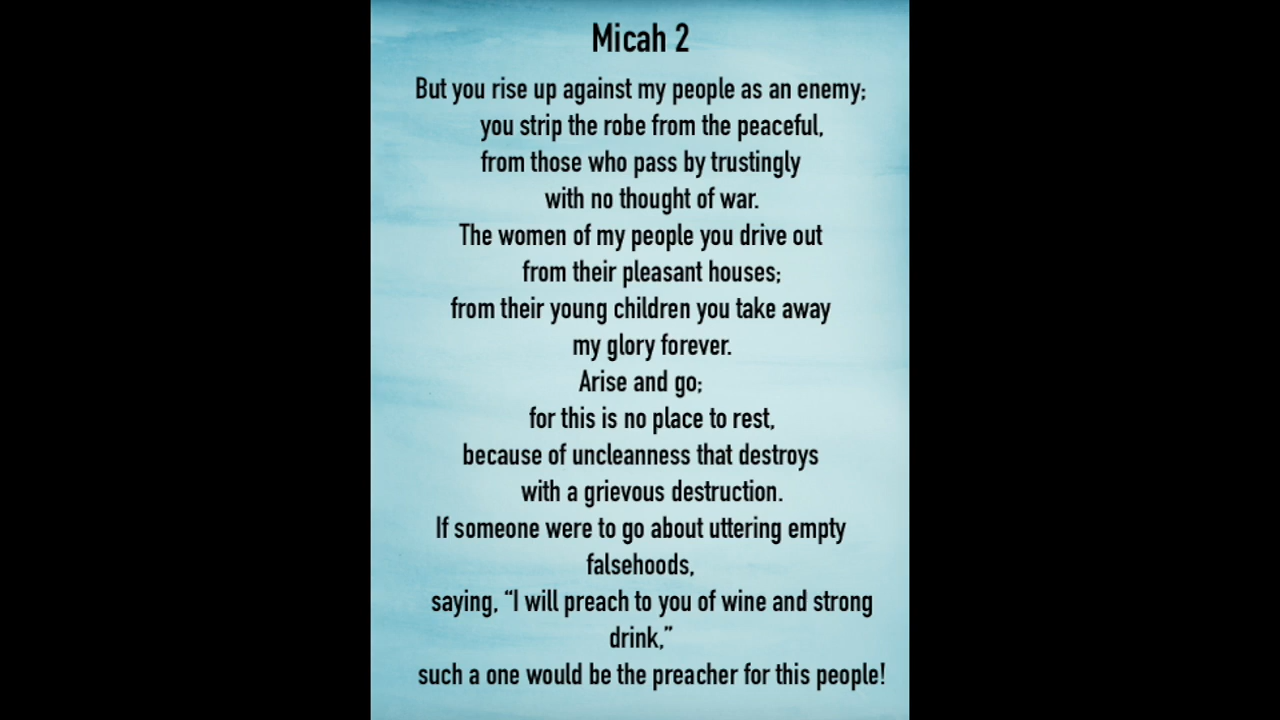 Micah 2
But you rise up against my people as an enemy;
you strip the robe from the peaceful,
from those who pass by trustingly
with no thought of war.
The women of my people you drive out
from their pleasant houses;
from their young children you take away
my glory forever.
Arise and go;
for this is no place to rest,
because of uncleanness that destroys
with a grievous destruction.
If someone were to go about uttering empty
falsehoods,
saying, “I will preach to you of wine and strong
drink,”
such a one would be the preacher for this people!